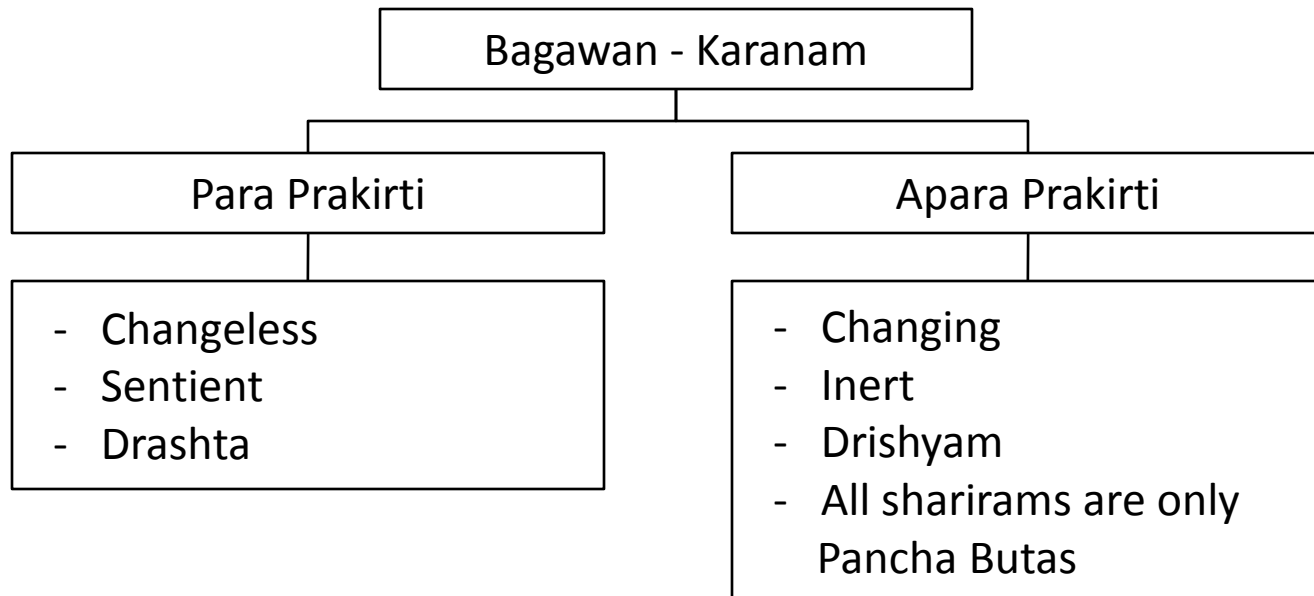 Bagawan - Karanam
Para Prakirti
Apara Prakirti
- Changeless
- Sentient
- Drashta
- Changing
- Inert
- Drishyam
- All sharirams are only
Pancha Butas